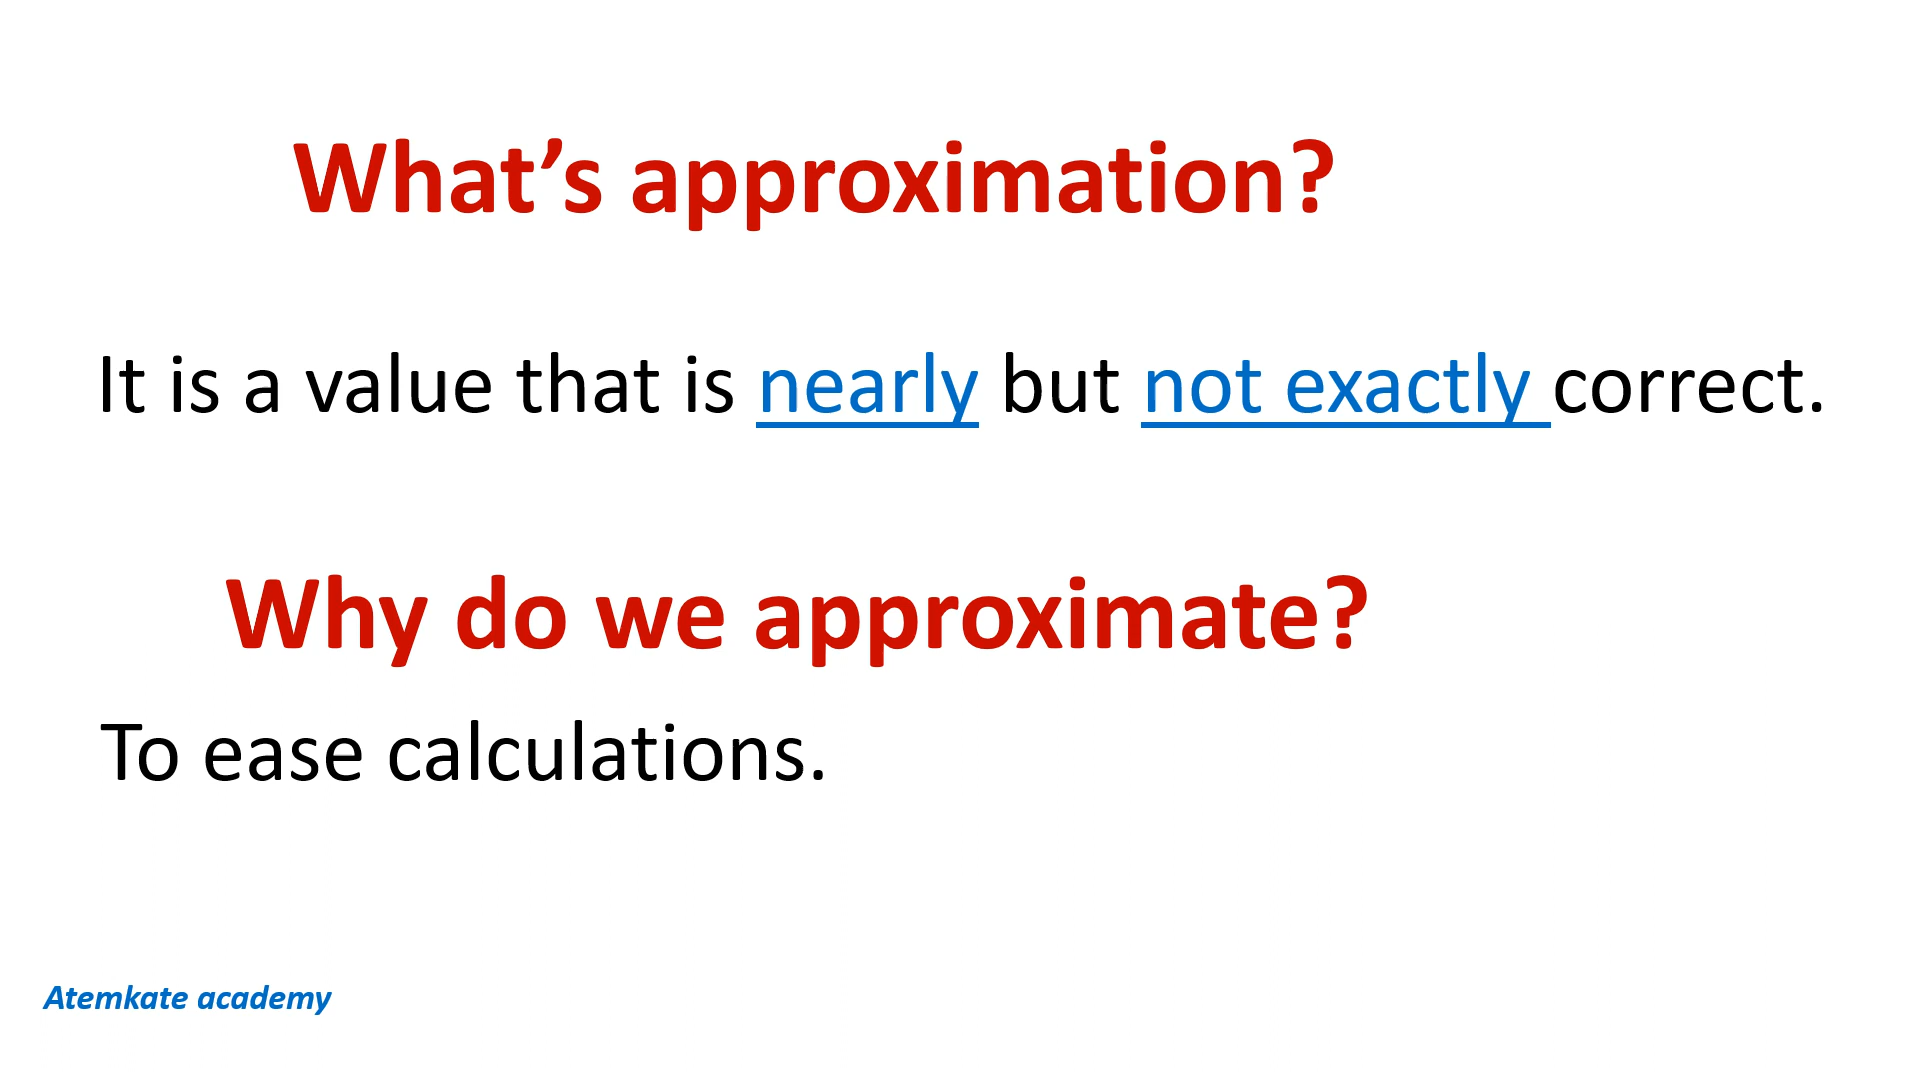 What’s approximation?
It is a value that is nearly but not exactly correct.
Why do we approximate?
To ease calculations.
Atemkate academy